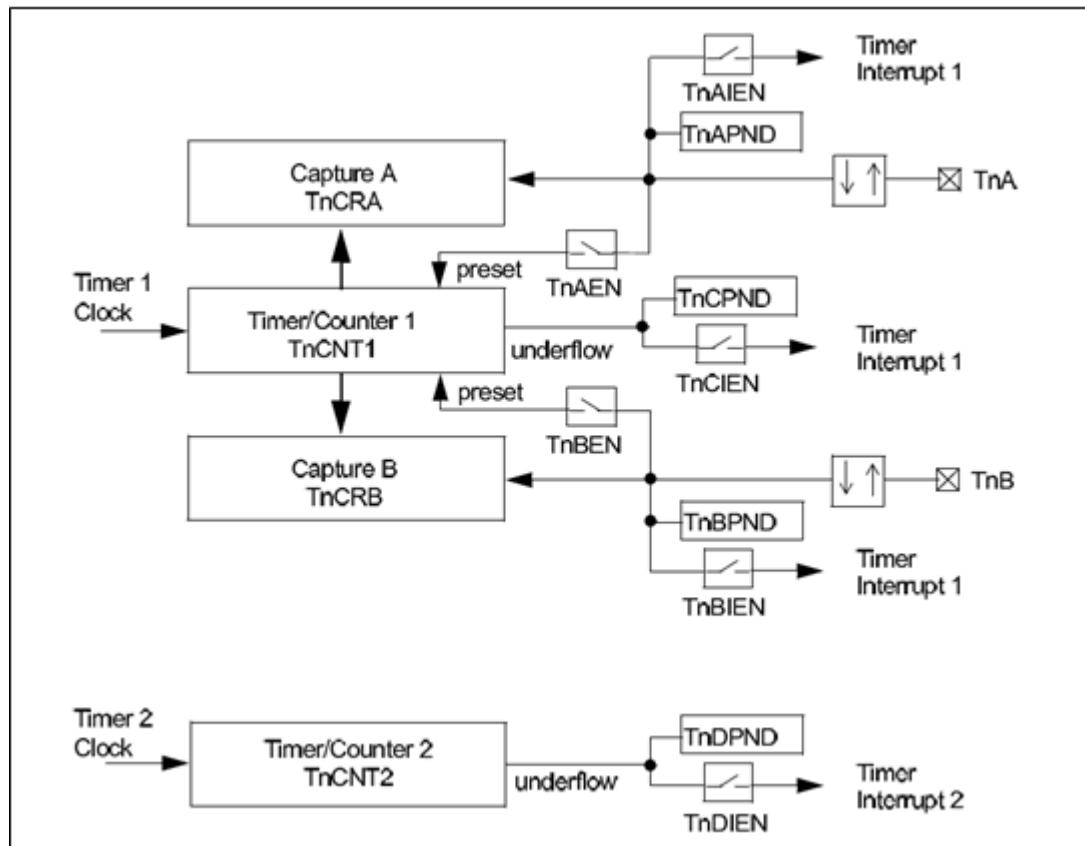 Timer
Interrupt 1
TnAIEN
TnAPND
Capture A
TnCRA
TnA
preset
TnAEN
Timer 1
Clock
TnCPND
Timer/Counter 1
TnCNT1
underflow
Timer
Interrupt 1
TnCIEN
preset
TnBEN
Capture B
TnCRB
TnB
TnBPND
Timer
Interrupt 1
TnBIEN
Timer 2
Clock
TnDPND
Timer/Counter 2
TnCNT2
underflow
Timer
Interrupt 2
TnDIEN